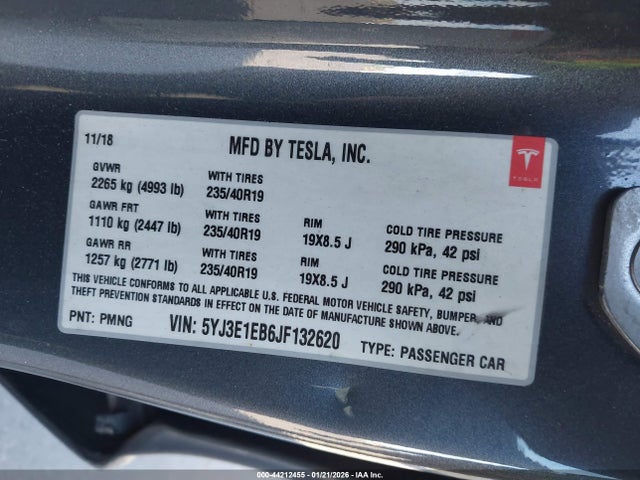 11/18
MFD BY TESLA, INC.
TESLA
GVWR
2265 kg (4993 lb)
WITH TIRES
235/40R19
GAWR FRT
1110 kg (2447 lb)
WITH TIRES
235/40R19
RIM
19X8.5 J
COLD TIRE PRESSURE
290 kPa, 42 psi
GAWR RR
1257 kg (2771 lb)
WITH TIRES
235/40R19
RIM
19X8.5 J
COLD TIRE PRESSURE
290 kPa, 42 psi
THIS VEHICLE CONFORMS TO ALL APPLICABLE U.S. FEDERAL MOTOR VEHICLE SAFETY, BUMPER, AND
THEFT PREVENTION STANDARDS IN EFFECT ON THE DATE OF MANUFACTURE SHOWN ABOVE.
PNT: PMNG
VIN: 5YJ3E1EB6JF132620
TYPE: PASSENGER CAR
000-44212455 - 01/21/2026 - IAA Inc.